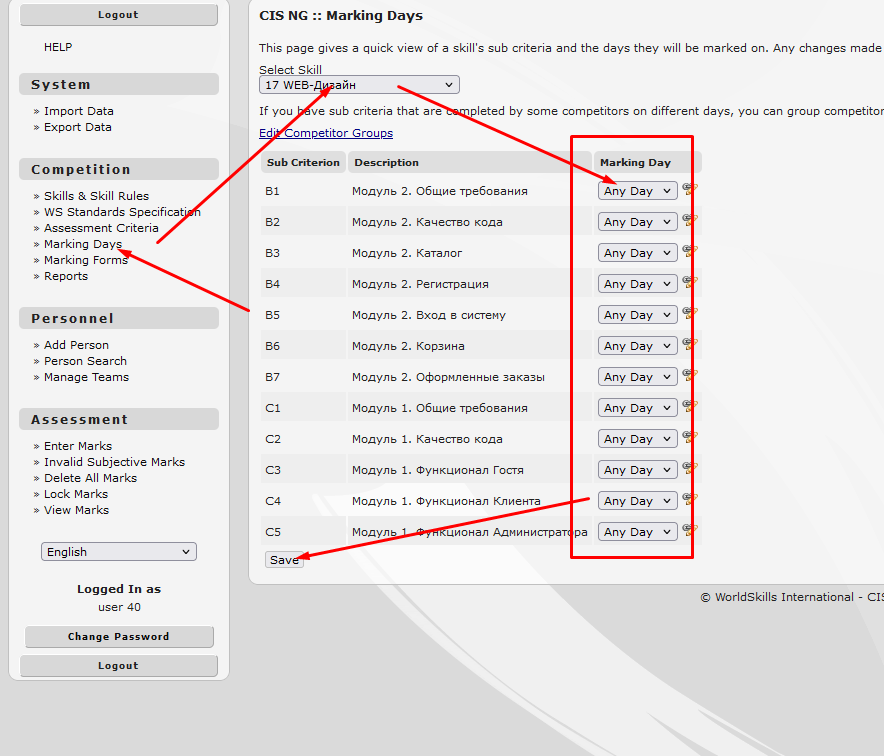 Logout
HELP
System
» Import Data
» Export Data
Competition
» Skills & Skill Rules
» WS Standards Specification
» Assessment Criteria
» Marking Days
» Marking Forms
» Reports
Personnel
» Add Person
» Person Search
» Manage Teams
Assessment
» Enter Marks
» Invalid Subjective Marks
» Delete All Marks
» Lock Marks
» View Marks
English
Logged In as
user 40
Change Password
Logout
CIS NG :: Marking Days
This page gives a quick view of a skill's sub criteria and the days they will be marked on. Any changes made
Select Skill
17 WEB-Дизайн
If you have sub criteria that are completed by some competitors on different days, you can group competitor
Edit Competitor Groups
Sub Criterion Description Marking Day
B1 Модуль 2. Общие требования Any Day
B2 Модуль 2. Качество кода Any Day
B3 Модуль 2. Каталог Any Day
B4 Модуль 2. Регистрация Any Day
B5 Модуль 2. Вход в систему Any Day
B6 Модуль 2. Корзина Any Day
B7 Модуль 2. Оформленные заказы Any Day
C1 Модуль 1. Общие требования Any Day
C2 Модуль 1. Качество кода Any Day
C3 Модуль 1. Функционал Гостя Any Day
C4 Модуль 1. Функционал Клиента Any Day
C5 Модуль 1. Функционал Администратора Any Day
Save
© WorldSkills International - CIS